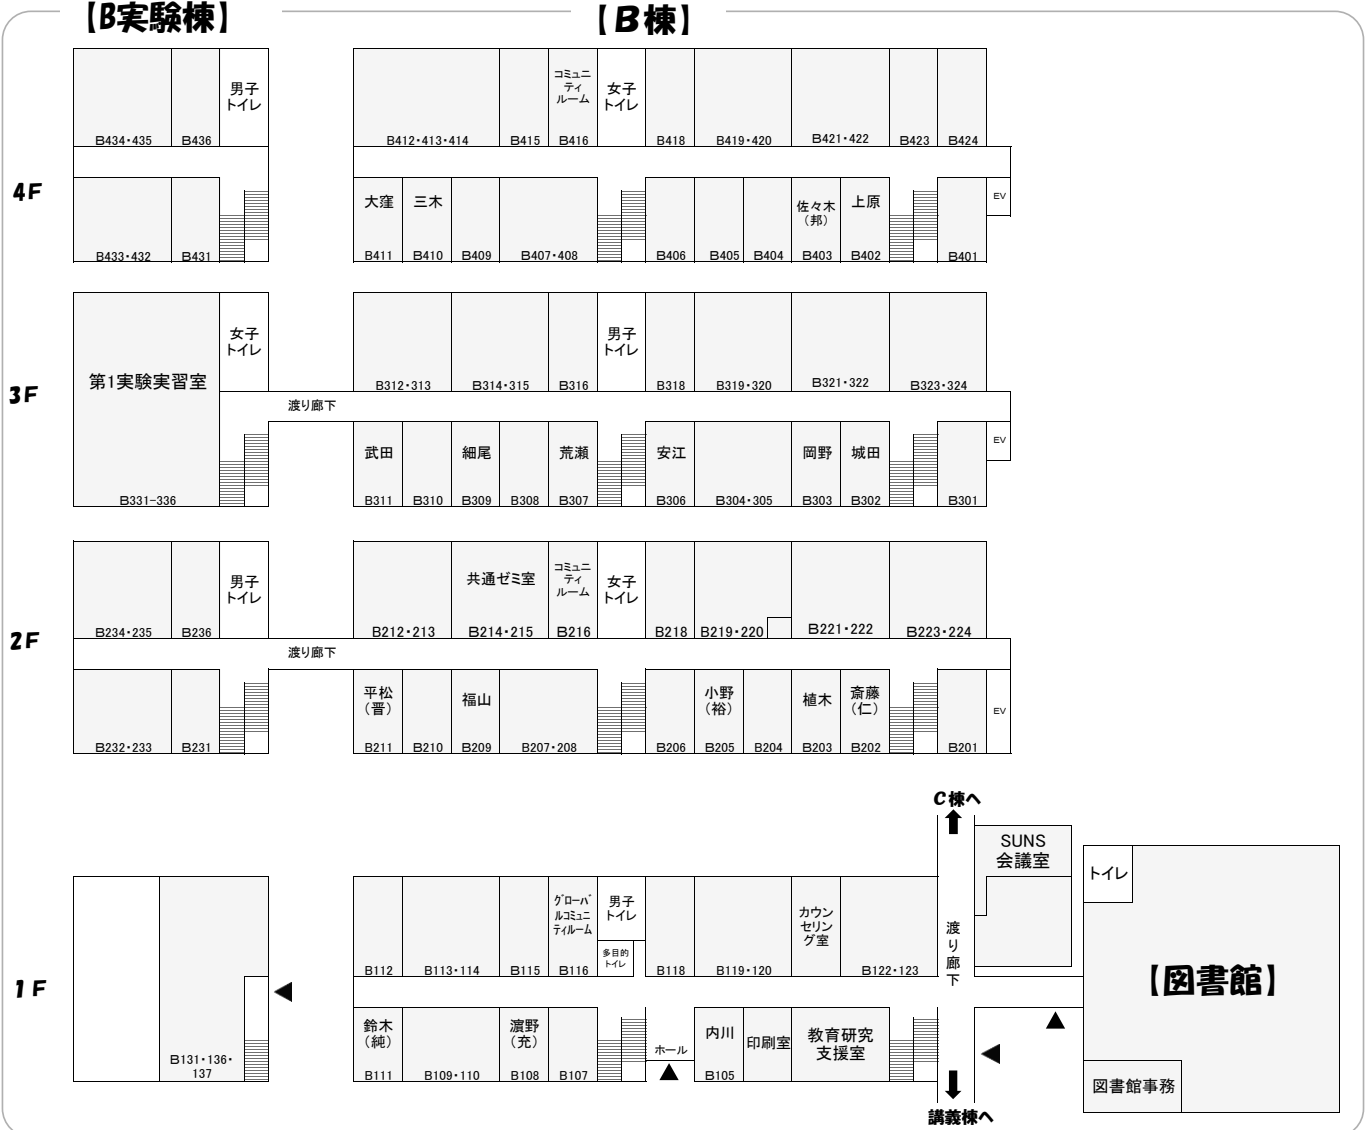 【B実験棟】
【B棟】
男子
トイレ
B434・435
B436
コミュニ
ティ
ルーム
女子
トイレ
B412・413・414
B415
B416
B418
B419・420
B421・422
B423
B424
4F
大窪
三木
佐々木
（邦）
上原
EV
B433・432
B431
B411
B410
B409
B407・408
B406
B405
B404
B403
B402
B401
女子
トイレ
男子
トイレ
第1実験実習室
B312・313
B314・315
B316
B318
B319・320
B321・322
B323・324
3F
渡り廊下
武田
細尾
荒瀬
安江
岡野
城田
EV
B331-336
B311
B310
B309
B308
B307
B306
B304・305
B303
B302
B301
男子
トイレ
共通ゼミ室
コミュニ
ティ
ルーム
女子
トイレ
B234・235
B236
B212・213
B214・215
B216
B218
B219・220
B221・222
B223・224
2F
渡り廊下
平松
（晋）
福山
小野
（裕）
植木
斎藤
（仁）
EV
B232・233
B231
B211
B210
B209
B207・208
B206
B205
B204
B203
B202
B201
C棟へ
SUNS
会議室
トイレ
グローバ
ルコミュニ
ティルーム
男子
トイレ
多目的
トイレ
カウン
セリン
グ室
渡り廊下
B112
B113・114
B115
B116
B118
B119・120
B122・123
1F
【図書館】
鈴木
（純）
濵野
（充）
ホール
内川
印刷室
教育研究
支援室
B131・136・
137
B111
B109・110
B108
B107
B105
図書館事務
講義棟へ